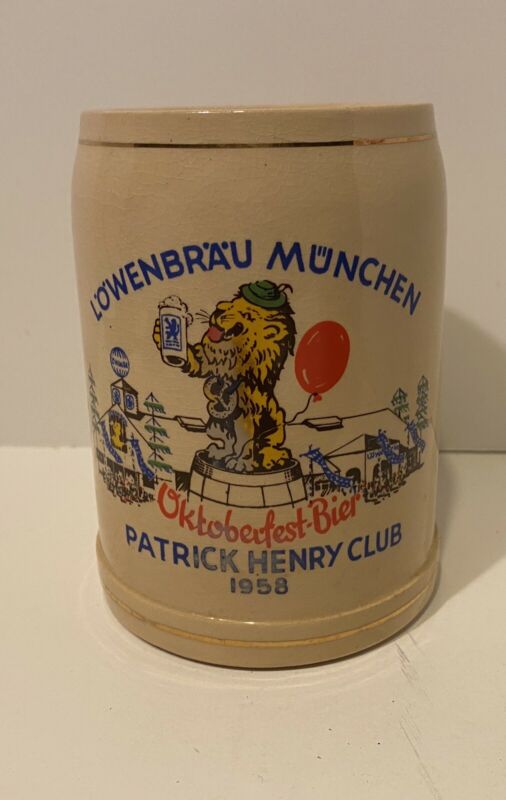 LÖWENBRÄU MÜNCHEN
Oktoberfest-Bier
PATRICK HENRY CLUB
1958